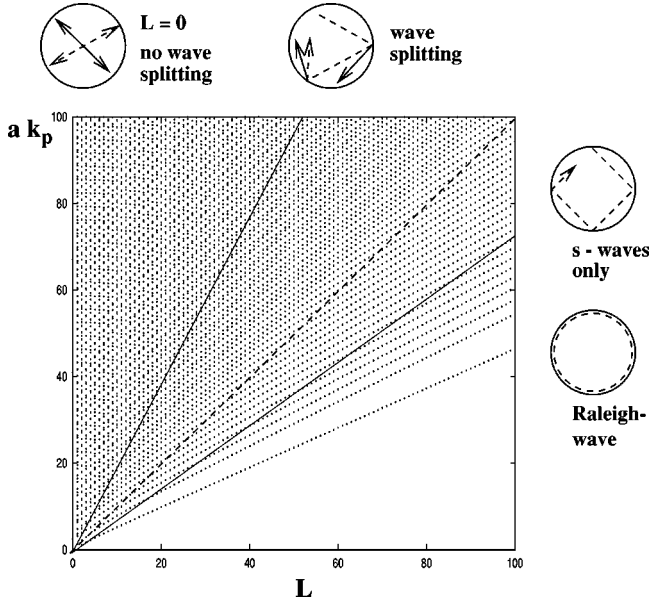 L = 0
no wave
splitting
wave
splitting
a kp
100
80
60
40
20
0
0 20 40 60 80 100
L
s - waves
only
Raleigh-
wave